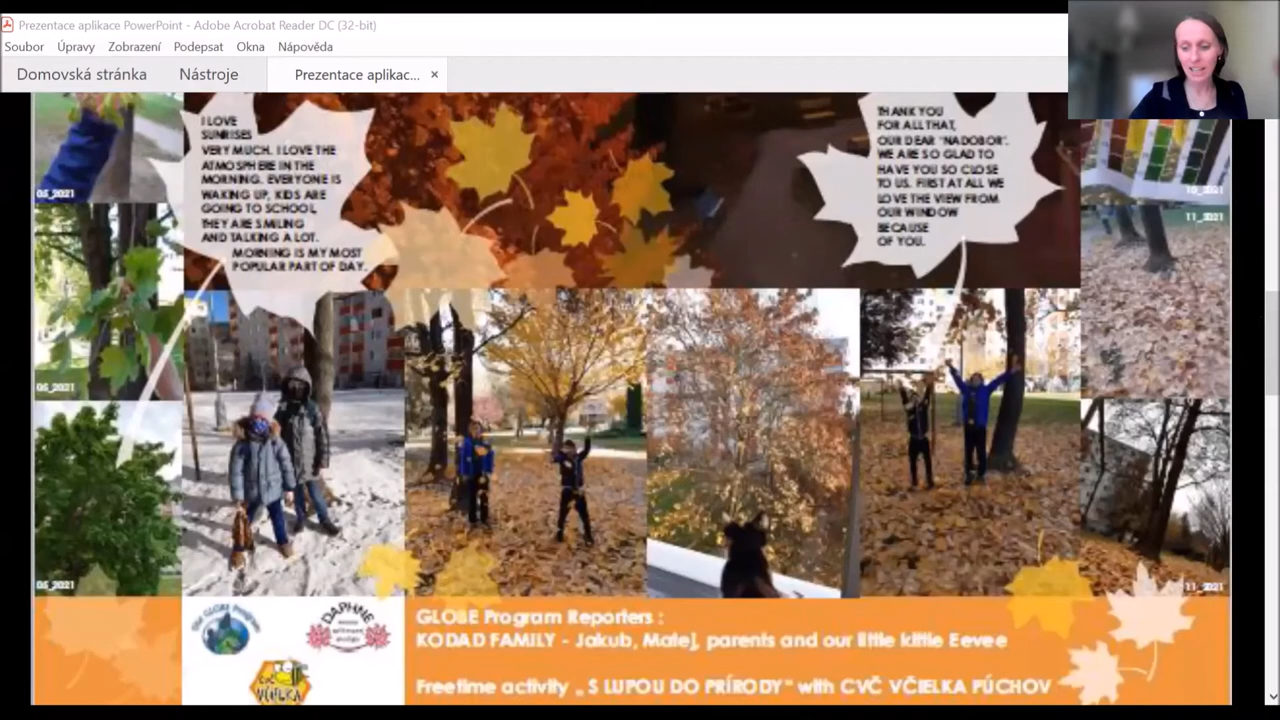 Prezentace aplikace PowerPoint - Adobe Acrobat Reader DC (32-bit)
Soubor Úpravy Zobrazení Podepsat Okna Nápověda
Domovská stránka Nástroje Prezentace aplikac... ×
I LOVE
SUNRISES
VERY MUCH. I LOVE THE
ATMOSPHERE IN THE
MORNING. EVERYONE IS
WAKING UP, KIDS ARE
GOING TO SCHOOL,
THEY ARE SMILING
AND TALKING A LOT.
MORNING IS MY MOST
POPULAR PART OF DAY.
THANK YOU
FOR ALL THAT,
OUR DEAR "NADOBOR".
WE ARE SO GLAD TO
HAVE YOU SO CLOSE
TO US. FIRST AT ALL WE
LOVE THE VIEW FROM
OUR WINDOW
BECAUSE
OF YOU.
05_2021
10_2021
11_2021
05_2021
05_2021
11_2021
The GLOBE Program
DAPHNE
CVČ
VČIELKA
GLOBE Program Reporters :
KODAD FAMILY - Jakub, Matej, parents and our little kittie Eevee
Freetime activity „ S LUPOU DO PRÍRODY" with CVČ VČIELKA PÚCHOV